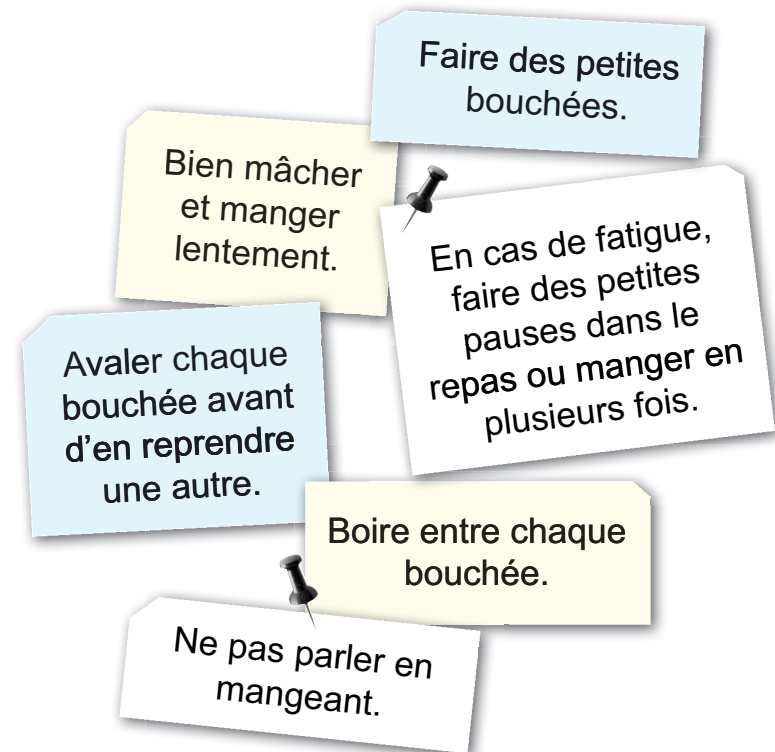 Faire des petites
bouchées.
Bien mâcher
et manger
lentement.
En cas de fatigue,
faire des petites
pauses dans le
repas ou manger en
plusieurs fois.
Avaler chaque
bouchée avant
d'en reprendre
une autre.
Boire entre chaque
bouchée.
Ne pas parler en
mangeant.